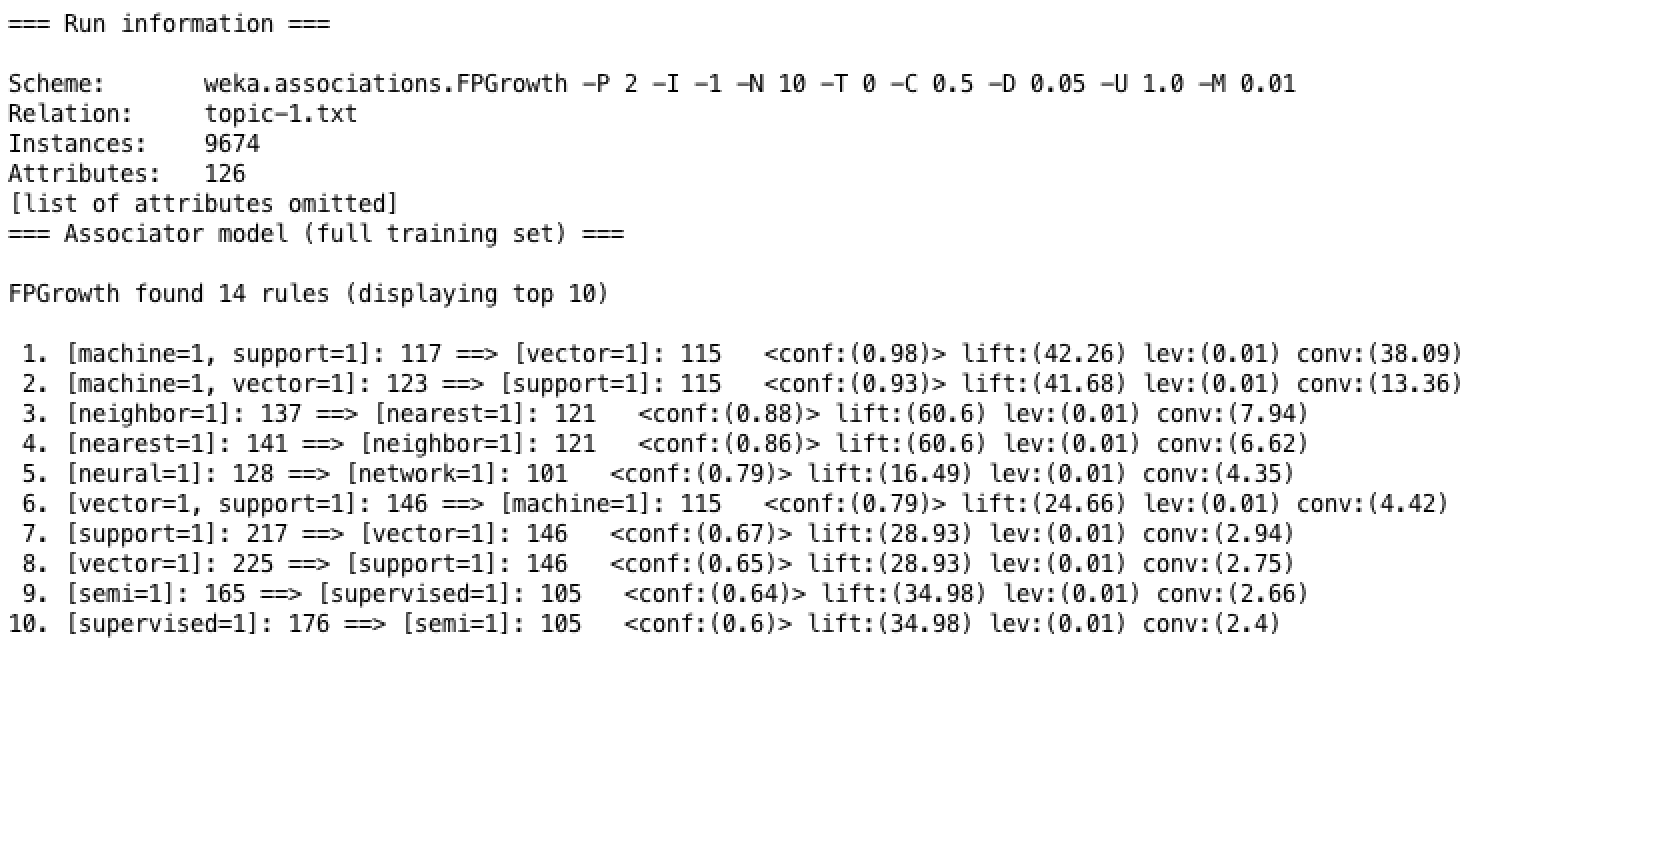 === Run information ===
Scheme: weka.associations.FPGrowth -P 2 -I -1 -N 10 -T 0 -C 0.5 -D 0.05 -U 1.0 -M 0.01
Relation: topic-1.txt
Instances: 9674
Attributes: 126
[list of attributes omitted]
=== Associator model (full training set) ===
FPGrowth found 14 rules (displaying top 10)
1. [machine=1, support=1]: 117 ==> [vector=1]: 115 <conf:(0.98)> lift:(42.26) lev:(0.01) conv:(38.09)
2. [machine=1, vector=1]: 123 ==> [support=1]: 115 <conf:(0.93)> lift:(41.68) lev:(0.01) conv:(13.36)
3. [neighbor=1]: 137 ==> [nearest=1]: 121 <conf:(0.88)> lift:(60.6) lev:(0.01) conv:(7.94)
4. [nearest=1]: 141 ==> [neighbor=1]: 121 <conf:(0.86)> lift:(60.6) lev:(0.01) conv:(6.62)
5. [neural=1]: 128 ==> [network=1]: 101 <conf:(0.79)> lift:(16.49) lev:(0.01) conv:(4.35)
6. [vector=1, support=1]: 146 ==> [machine=1]: 115 <conf:(0.79)> lift:(24.66) lev:(0.01) conv:(4.42)
7. [support=1]: 217 ==> [vector=1]: 146 <conf:(0.67)> lift:(28.93) lev:(0.01) conv:(2.94)
8. [vector=1]: 225 ==> [support=1]: 146 <conf:(0.65)> lift:(28.93) lev:(0.01) conv:(2.75)
9. [semi=1]: 165 ==> [supervised=1]: 105 <conf:(0.64)> lift:(34.98) lev:(0.01) conv:(2.66)
10. [supervised=1]: 176 ==> [semi=1]: 105 <conf:(0.6)> lift:(34.98) lev:(0.01) conv:(2.4)